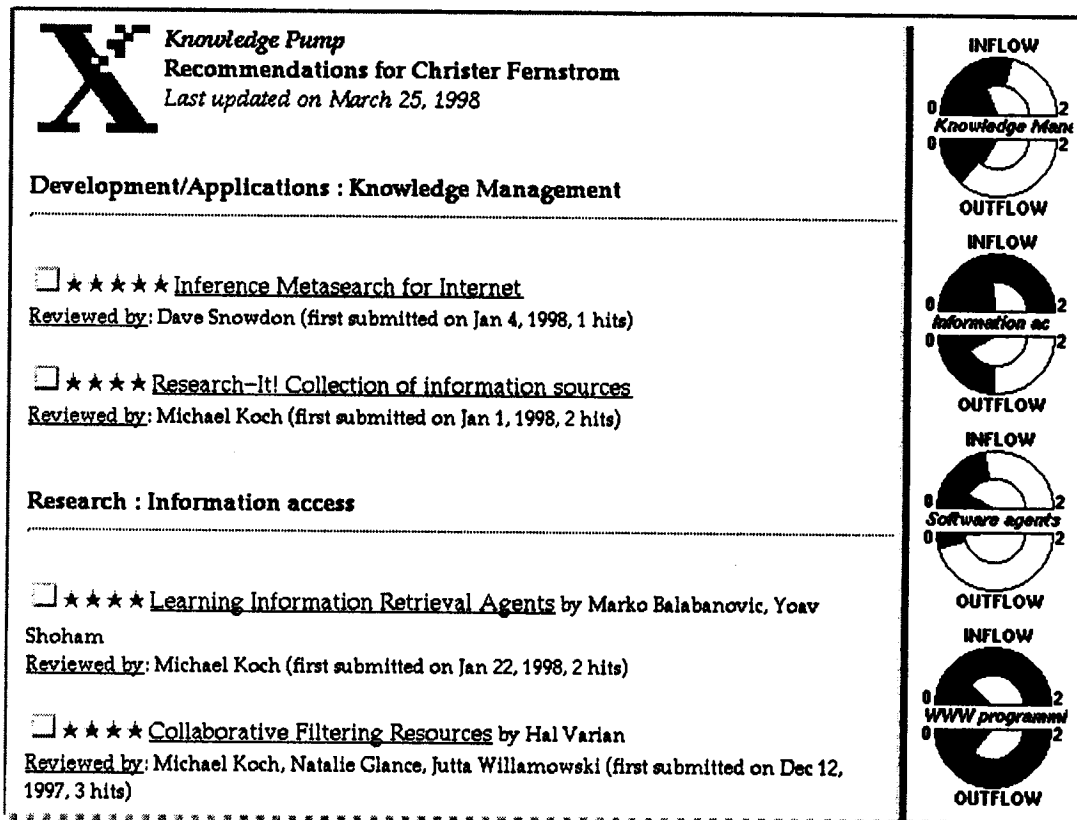 Knowledge Pump
Recommendations for Christer Fernstrom
Last updated on March 25, 1998
Development/Applications : Knowledge Management
★★★★★ Inference Metasearch for Internet
Reviewed by: Dave Snowdon (first submitted on Jan 4, 1998, 1 hits)
★★★★ Research-It! Collection of information sources
Reviewed by: Michael Koch (first submitted on Jan 1, 1998, 2 hits)
Research : Information access
★★★★ Learning Information Retrieval Agents by Marko Balabanovic, Yoav
Shoham
Reviewed by: Michael Koch (first submitted on Jan 22, 1998, 2 hits)
★★★★ Collaborative Filtering Resources by Hal Varian
Reviewed by: Michael Koch, Natalie Glance, Jutta Willamowski (first submitted on Dec 12,
1997, 3 hits)
INFLOW
0 2
Knowledge Mana
0 2
OUTFLOW
INFLOW
0 2
Information ac
0 2
OUTFLOW
INFLOW
0 2
Software agents
0 2
OUTFLOW
INFLOW
0 2
WWW programmi
0 2
OUTFLOW